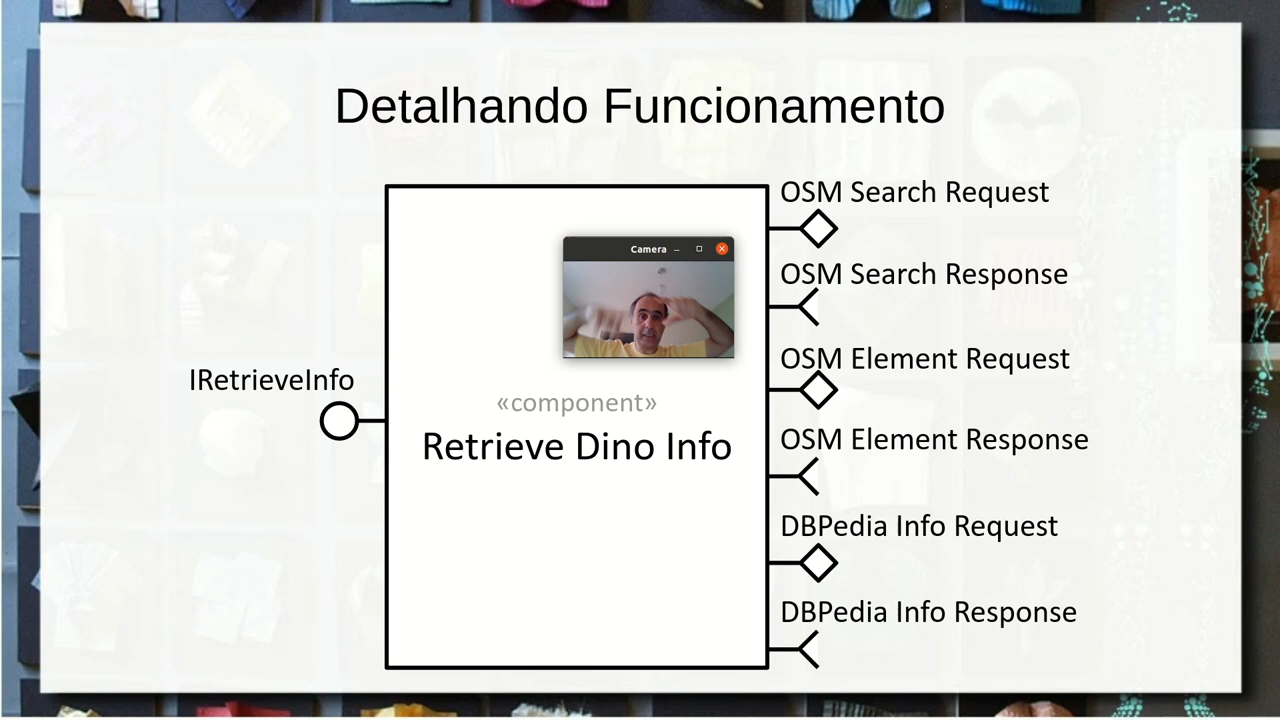 Detalhando Funcionamento
OSM Search Request
Camera
OSM Search Response
OSM Element Request
IRetrieveInfo
«component»
Retrieve Dino Info
OSM Element Response
DBPedia Info Request
DBPedia Info Response